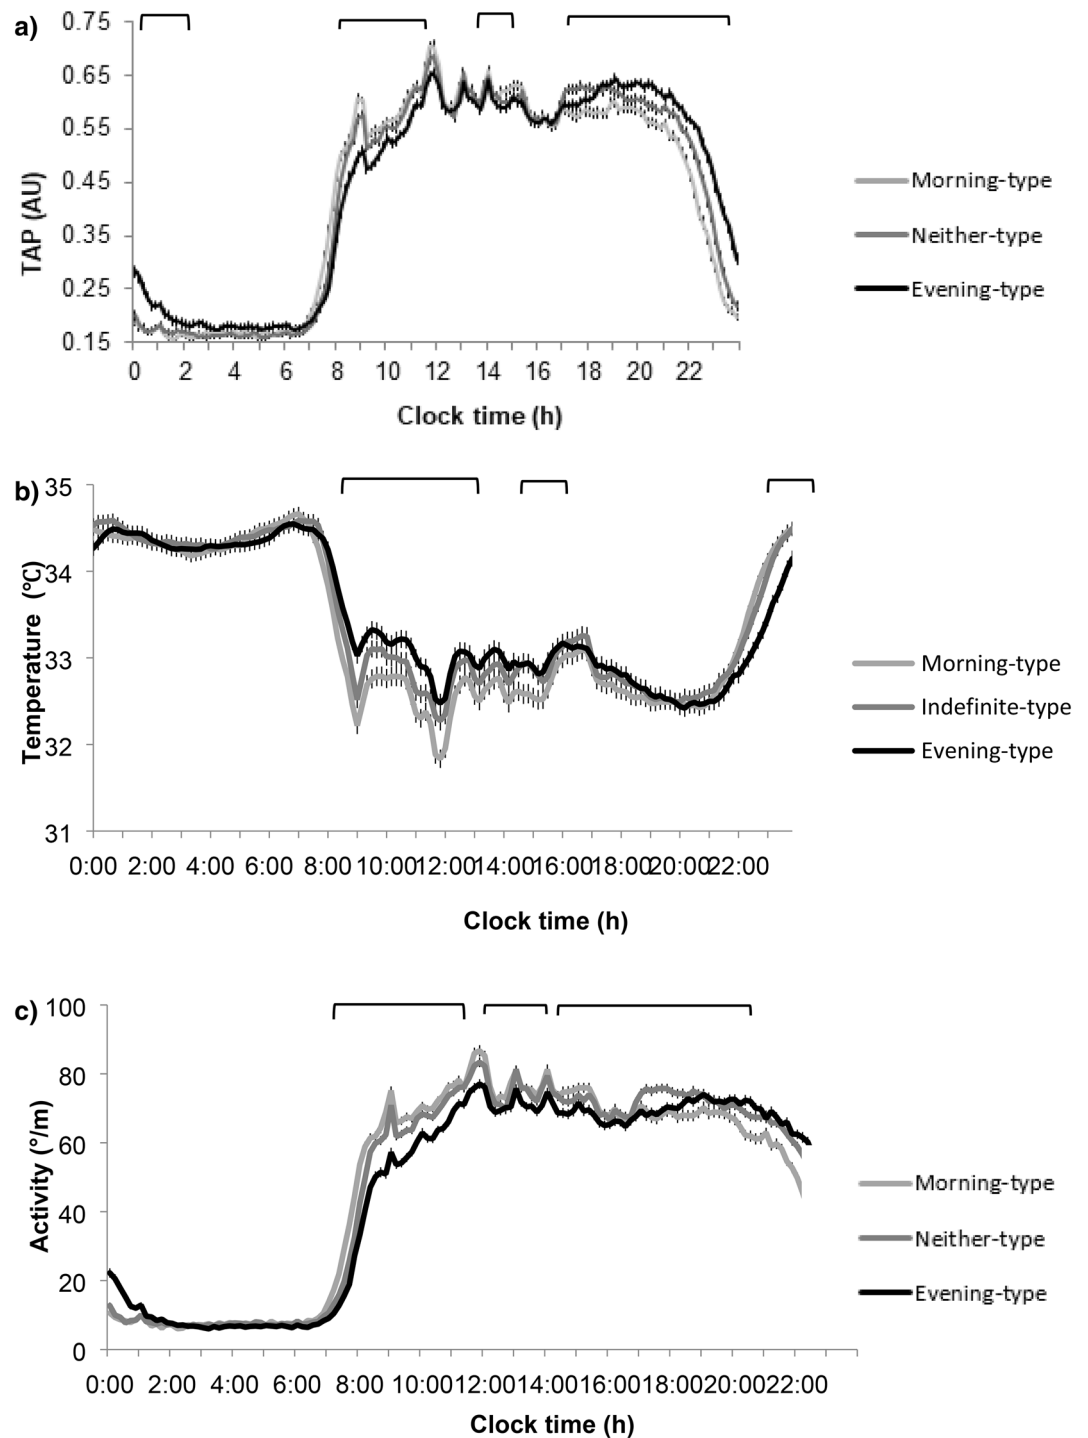 a)
0.75
0.65
0.55
0.45
0.35
0.25
0.15
TAP (AU)
0 2 4 6 8 10 12 14 16 18 20 22
Clock time (h)
Morning-type
Neither-type
Evening-type
b)
35
34
33
32
31
Temperature (°C)
0:00 2:00 4:00 6:00 8:00 10:00 12:00 14:00 16:00 18:00 20:00 22:00
Clock time (h)
Morning-type
Indefinite-type
Evening-type
c)
100
80
60
40
20
0
Activity (°/m)
0:00 2:00 4:00 6:00 8:00 10:00 12:00 14:00 16:00 18:00 20:00 22:00
Clock time (h)
Morning-type
Neither-type
Evening-type